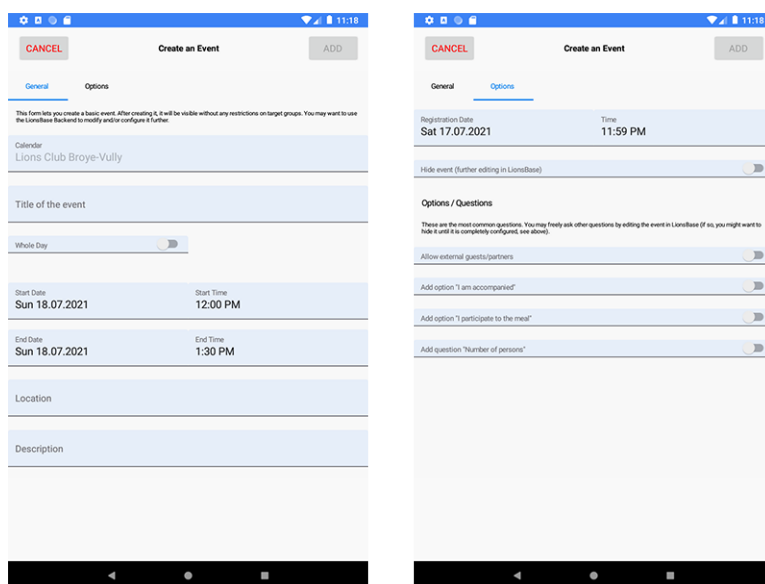 11:18
CANCEL
Create an Event
ADD
General
Options
This form lets you create a basic event. After creating it, it will be visible without any restrictions on target groups. You may want to use
the LionsBase Backend to modify and/or configure it further.
Calendar
Lions Club Broye-Vully
Title of the event
Whole Day
Start Date
Sun 18.07.2021
Start Time
12:00 PM
End Date
Sun 18.07.2021
End Time
1:30 PM
Location
Description
11:18
CANCEL
Create an Event
ADD
General
Options
Registration Date
Sat 17.07.2021
Time
11:59 PM
Hide event (further editing in LionsBase)
Options / Questions
These are the most common questions. You may freely ask other questions by editing the event in LionsBase (if so, you might want to
hide it until it is completely configured, see above).
Allow external guests/partners
Add option "I am accompanied"
Add option "I participate to the meal"
Add question "Number of persons"